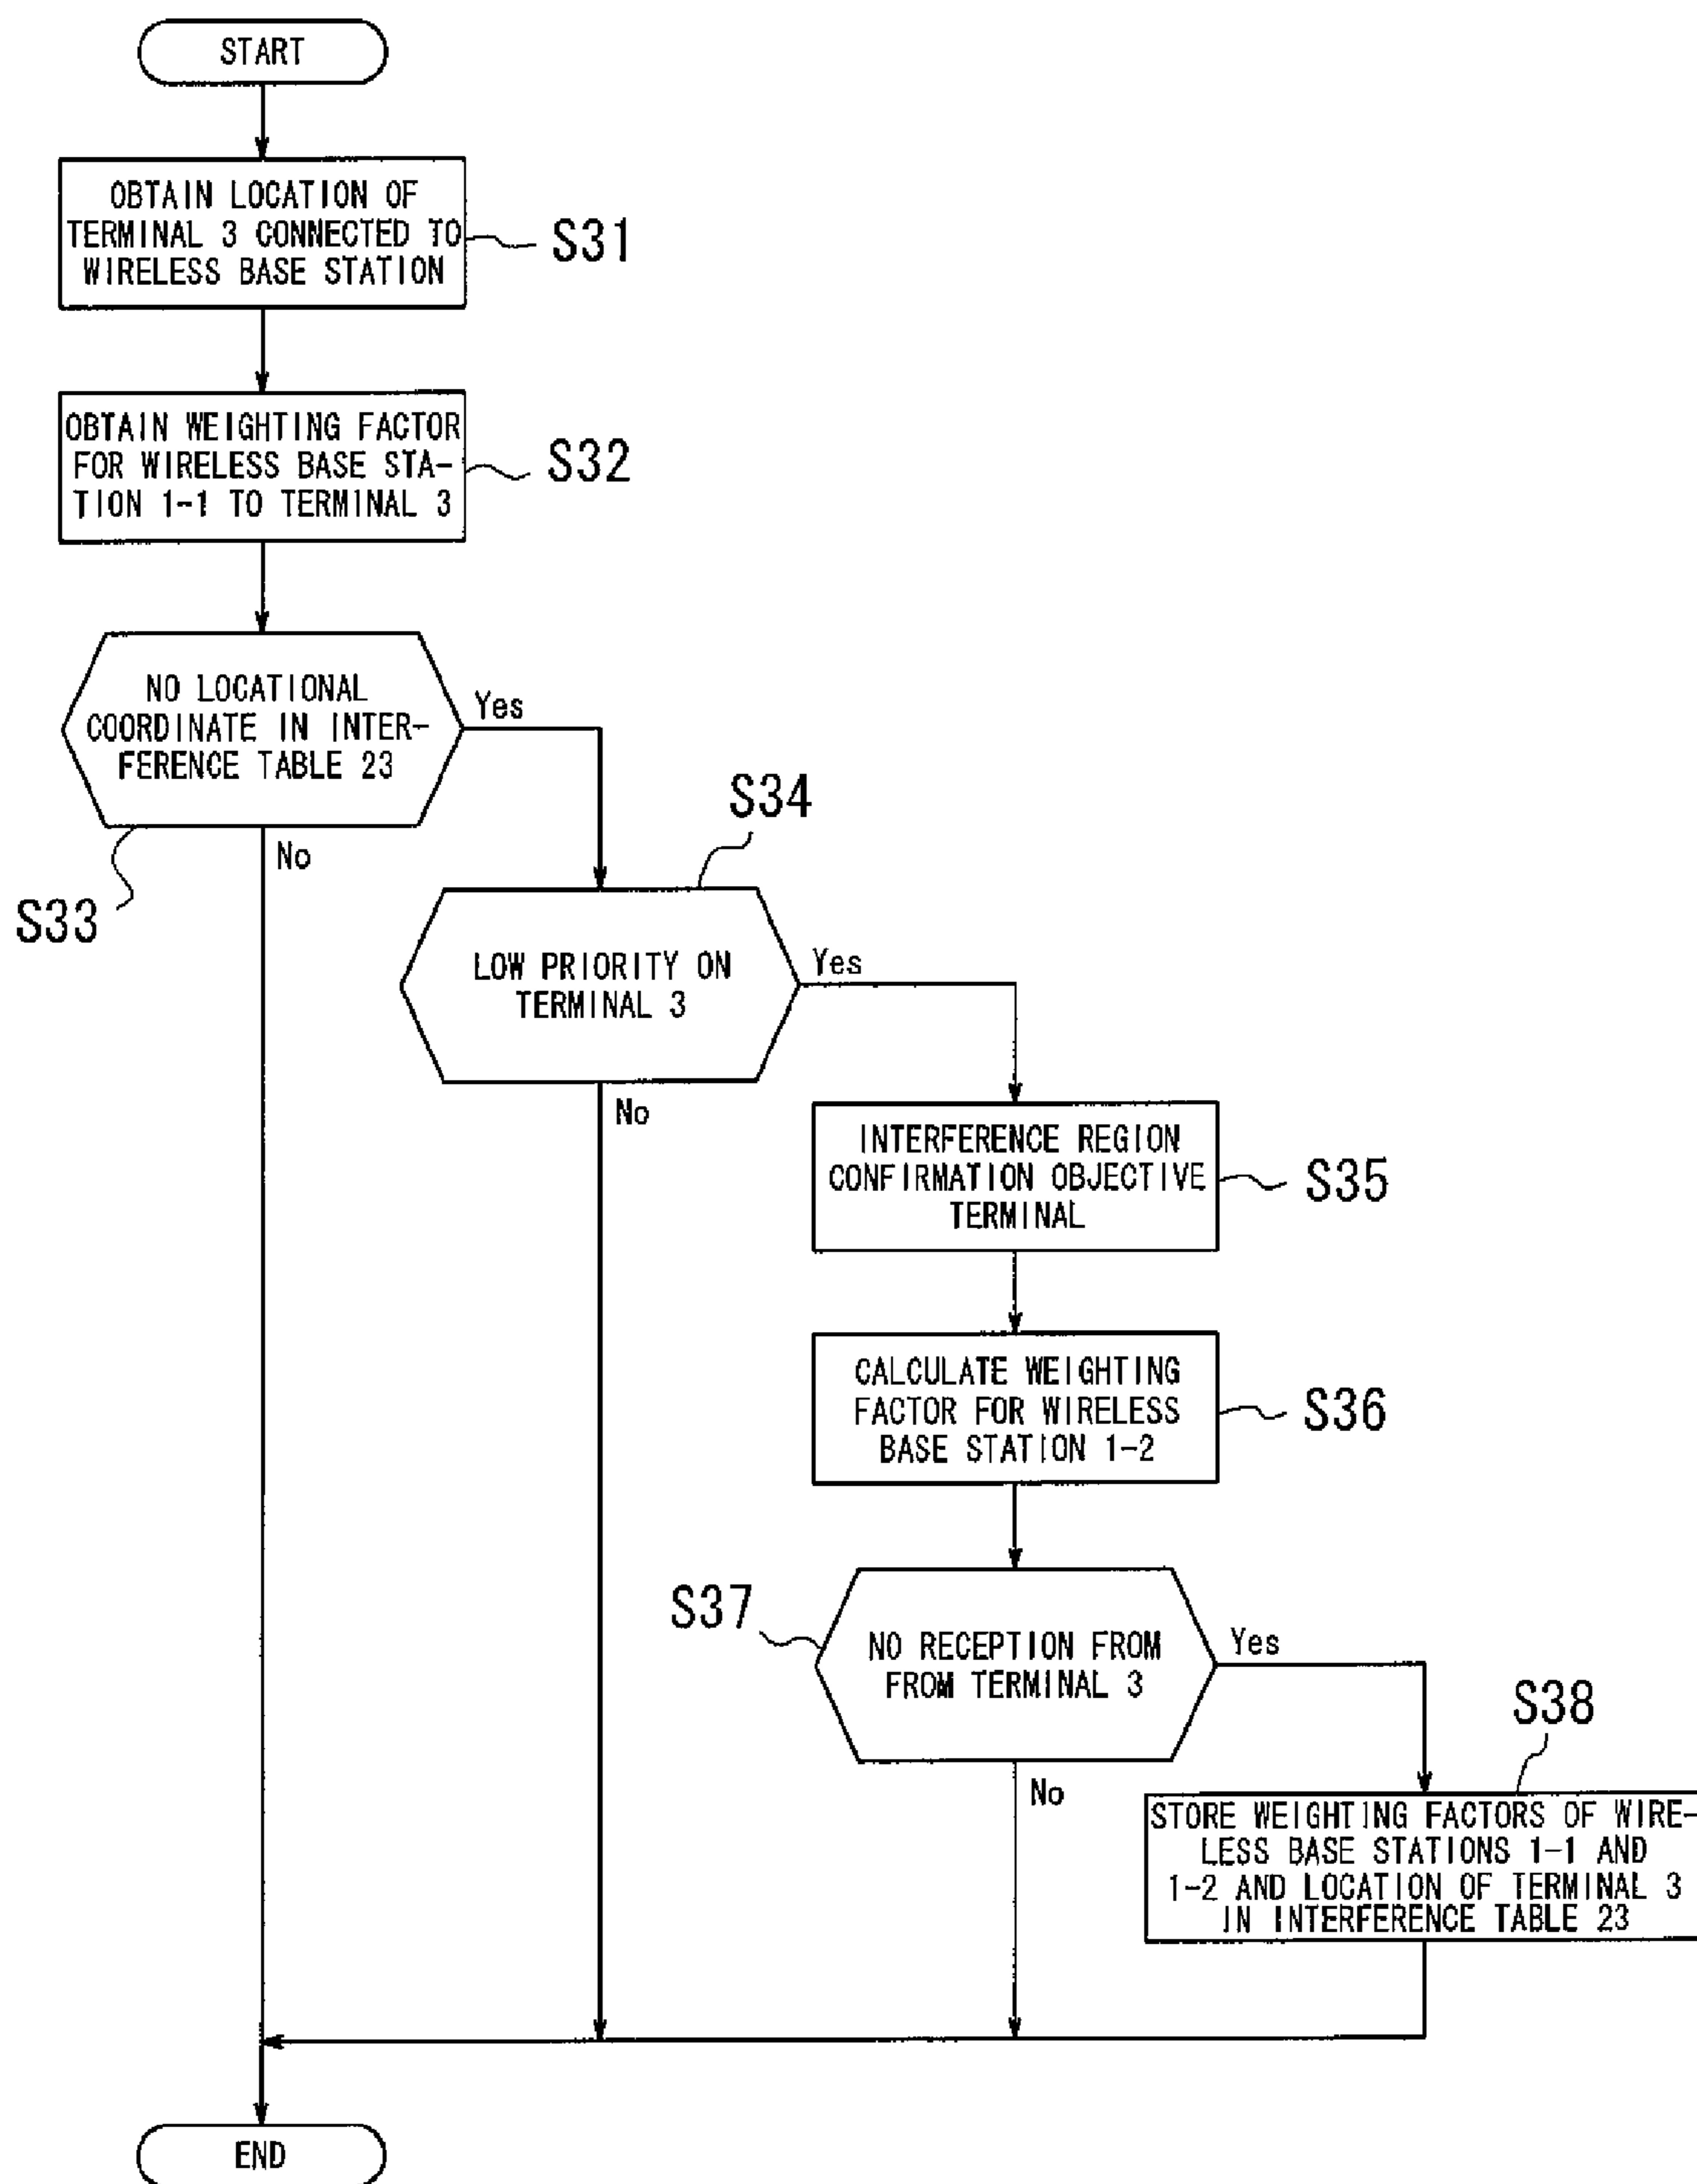 START
OBTAIN LOCATION OF
TERMINAL 3 CONNECTED TO
WIRELESS BASE STATION
S31
OBTAIN WEIGHTING FACTOR
FOR WIRELESS BASE STA-
TION 1-1 TO TERMINAL 3
S32
NO LOCATIONAL
COORDINATE IN INTER-
FERENCE TABLE 23
Yes
No
S33
S34
LOW PRIORITY ON
TERMINAL 3
Yes
No
INTERFERENCE REGION
CONFIRMATION OBJECTIVE
TERMINAL
S35
CALCULATE WEIGHTING
FACTOR FOR WIRELESS
BASE STATION 1-2
S36
S37
NO RECEPTION FROM
FROM TERMINAL 3
Yes
No
S38
STORE WEIGHTING FACTORS OF WIRE-
LESS BASE STATIONS 1-1 AND
1-2 AND LOCATION OF TERMINAL 3
IN INTERFERENCE TABLE 23
END